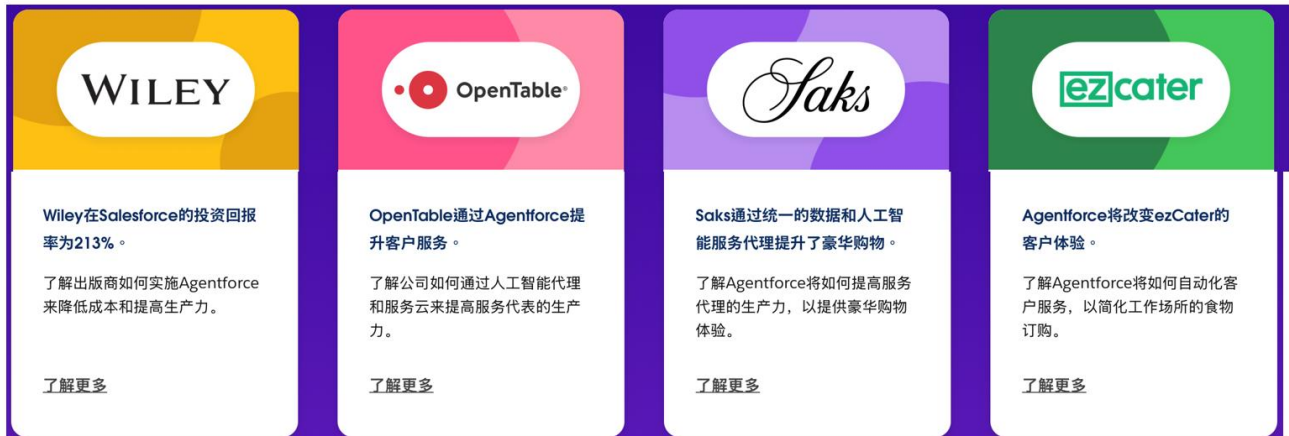 WILEY
Wiley在Salesforce的投资回报
率为213%。
了解出版商如何实施Agentforce
来降低成本和提高生产力。
了解更多
OpenTable®
OpenTable通过Agentforce提
升客户服务。
了解公司如何通过人工智能代理
和服务云来提高服务代表的生产
力。
了解更多
Saks
Saks通过统一的数据和人工智
能服务代理提升了豪华购物。
了解Agentforce将如何提高服务
代理的生产力，以提供豪华购物
体验。
了解更多
ezcater
Agentforce将改变ezCater的
客户体验。
了解Agentforce将如何自动化客
户服务，以简化工作场所的食物
订购。
了解更多